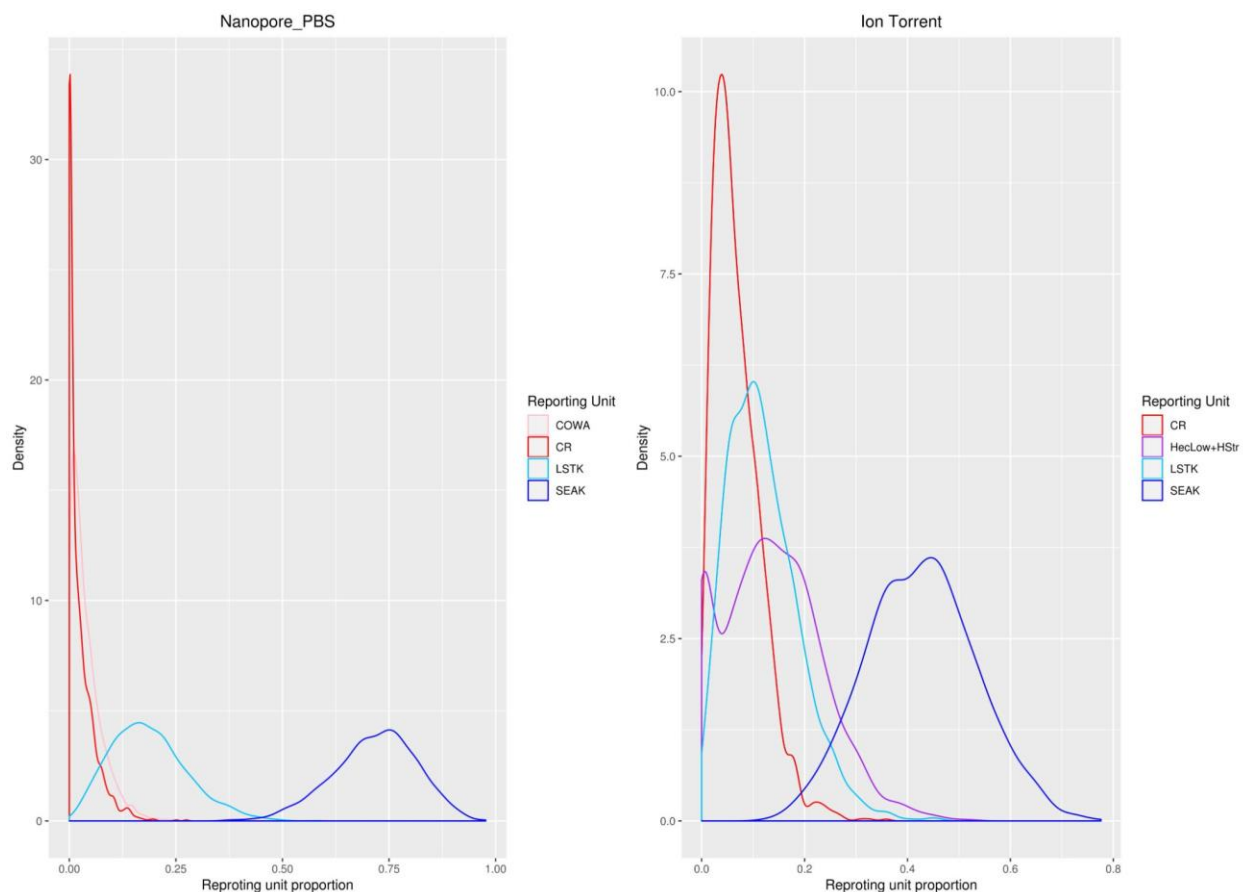 Nanopore_PBS
Density
30
20
10
0
0.00 0.25 0.50 0.75 1.00
Reproting unit proportion
Reporting Unit
COWA
CR
LSTK
SEAK
Ion Torrent
Density
10.0
7.5
5.0
2.5
0.0
0.0 0.2 0.4 0.6 0.8
Reproting unit proportion
Reporting Unit
CR
HecLow+HStr
LSTK
SEAK